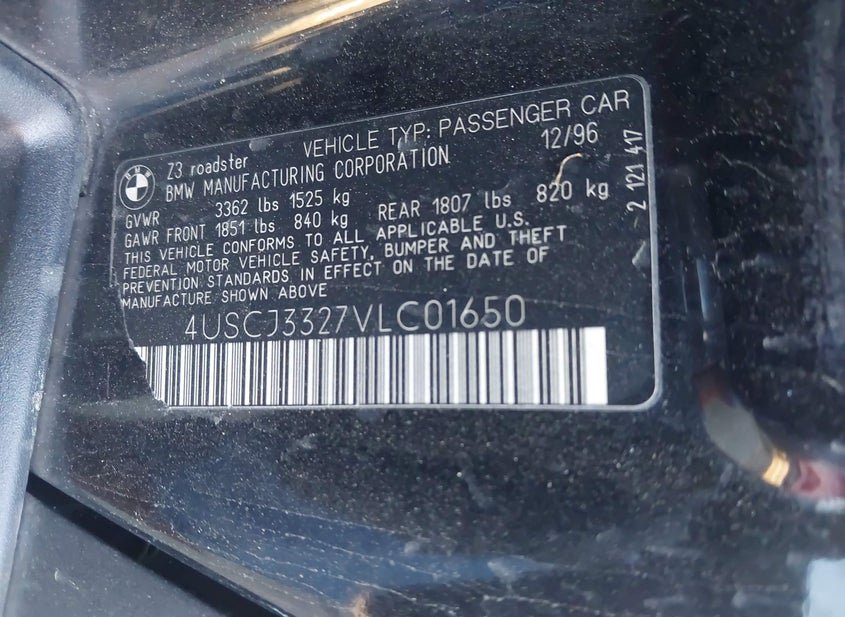 VEHICLE TYP: PASSENGER CAR
Z3 roadster
12/96
BMW MANUFACTURING CORPORATION
GVWR 3362 lbs 1525 kg
GAWR FRONT 1851 lbs 840 kg REAR 1807 lbs 820 kg
THIS VEHICLE CONFORMS TO ALL APPLICABLE U.S.
FEDERAL MOTOR VEHICLE SAFETY, BUMPER AND THEFT
PREVENTION STANDARDS IN EFFECT ON THE DATE OF
MANUFACTURE SHOWN ABOVE
4USCJ3327VLC01650
2 121 417
BMW